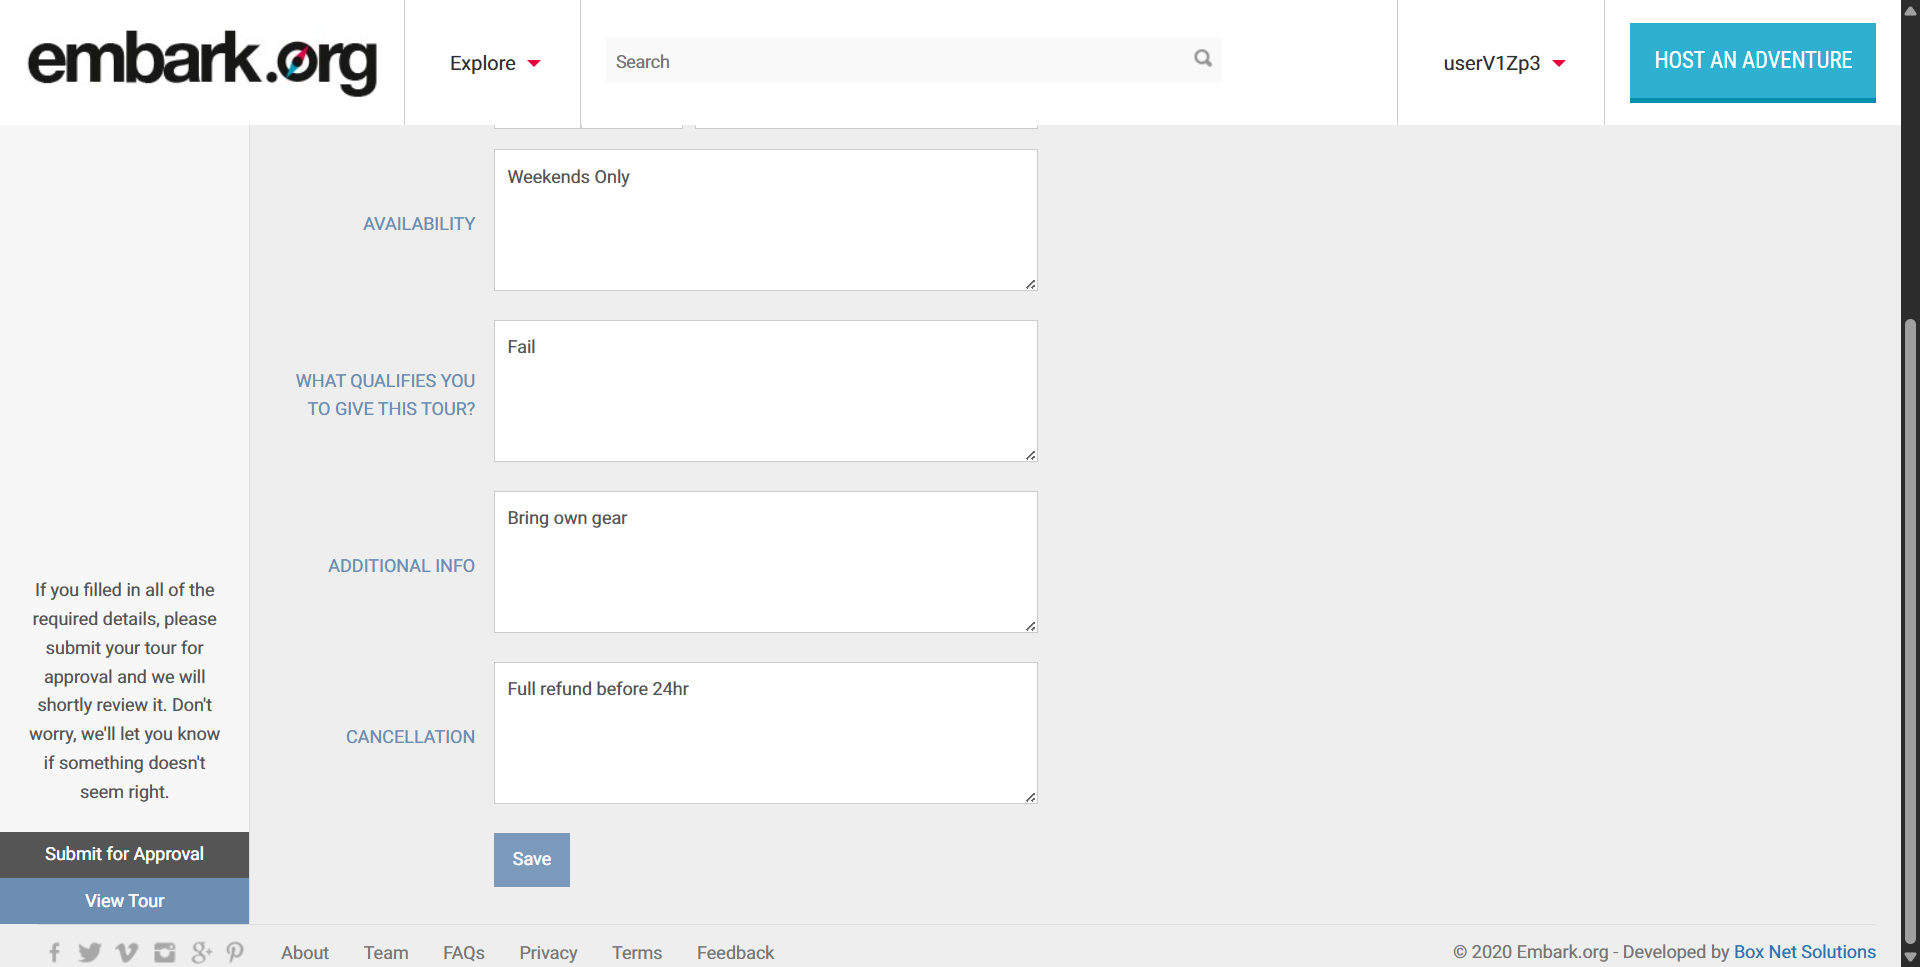 embark.org
Explore
Search
userV1Zp3
HOST AN ADVENTURE
AVAILABILITY
Weekends Only
WHAT QUALIFIES YOU
TO GIVE THIS TOUR?
Fail
ADDITIONAL INFO
Bring own gear
CANCELLATION
Full refund before 24hr
Save
If you filled in all of the
required details, please
submit your tour for
approval and we will
shortly review it. Don't
worry, we'll let you know
if something doesn't
seem right.
Submit for Approval
View Tour
About Team FAQs Privacy Terms Feedback
© 2020 Embark.org - Developed by Box Net Solutions